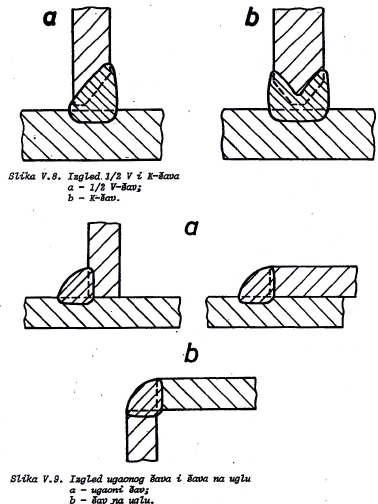 a b
Slika V.8. Izgled 1/2 V i K-šava
a - 1/2 V-šav;
b - K-šav.
a
b
Slika V.9. Izgled ugaonog šava i šava na uglu
a - ugaoni šav;
b - šav na uglu.